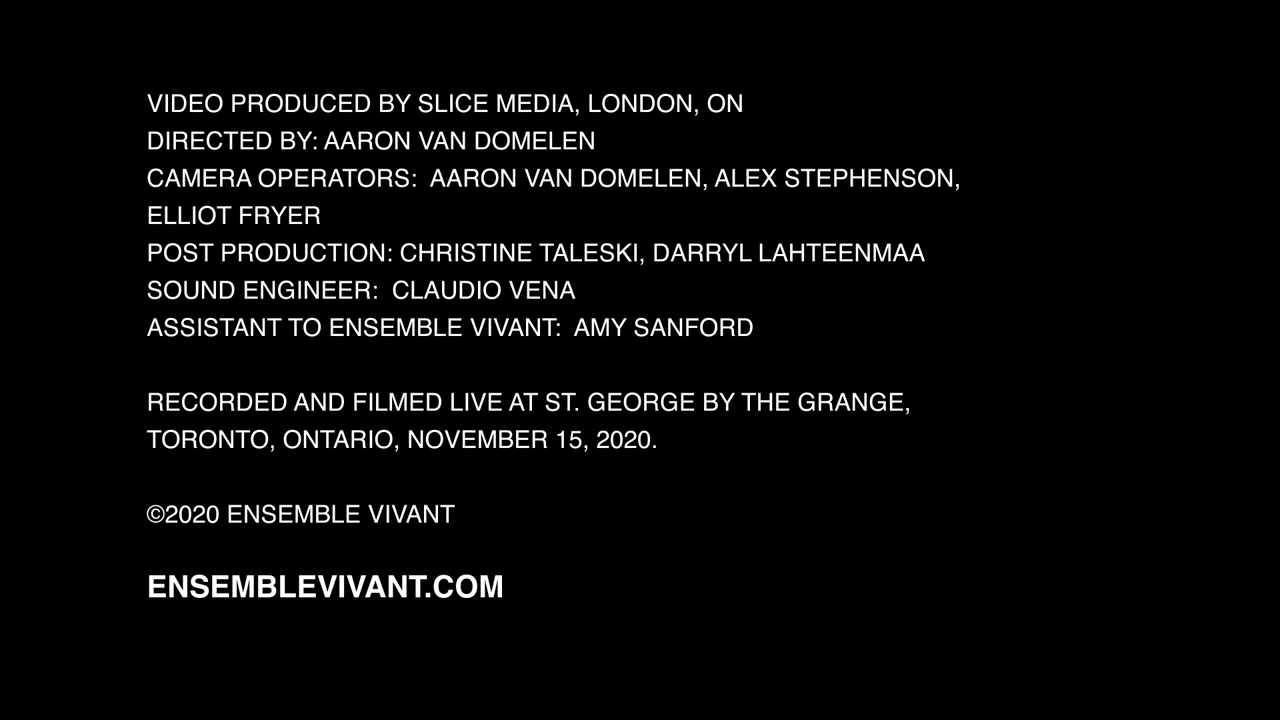 VIDEO PRODUCED BY SLICE MEDIA, LONDON, ON
DIRECTED BY: AARON VAN DOMELEN
CAMERA OPERATORS:  AARON VAN DOMELEN, ALEX STEPHENSON,
ELLIOT FRYER
POST PRODUCTION: CHRISTINE TALESKI, DARRYL LAHTEENMAA
SOUND ENGINEER:  CLAUDIO VENA
ASSISTANT TO ENSEMBLE VIVANT:  AMY SANFORD
RECORDED AND FILMED LIVE AT ST. GEORGE BY THE GRANGE,
TORONTO, ONTARIO, NOVEMBER 15, 2020.
©2020 ENSEMBLE VIVANT
ENSEMBLEVIVANT.COM